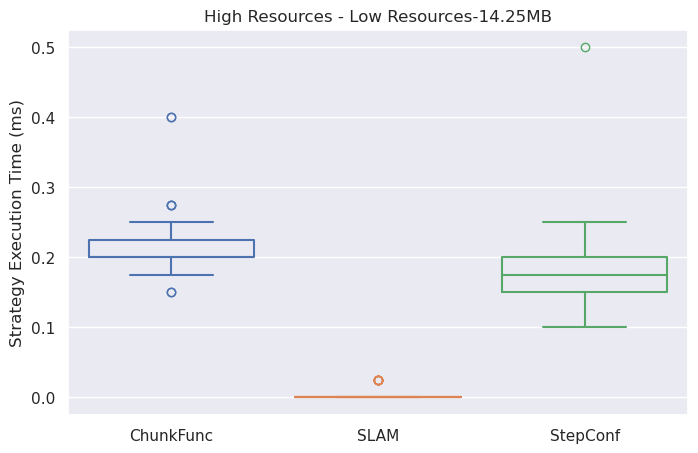 High Resources - Low Resources-14.25MB
Strategy Execution Time (ms)
0.5
0.4
0.3
0.2
0.1
0.0
ChunkFunc
SLAM
StepConf